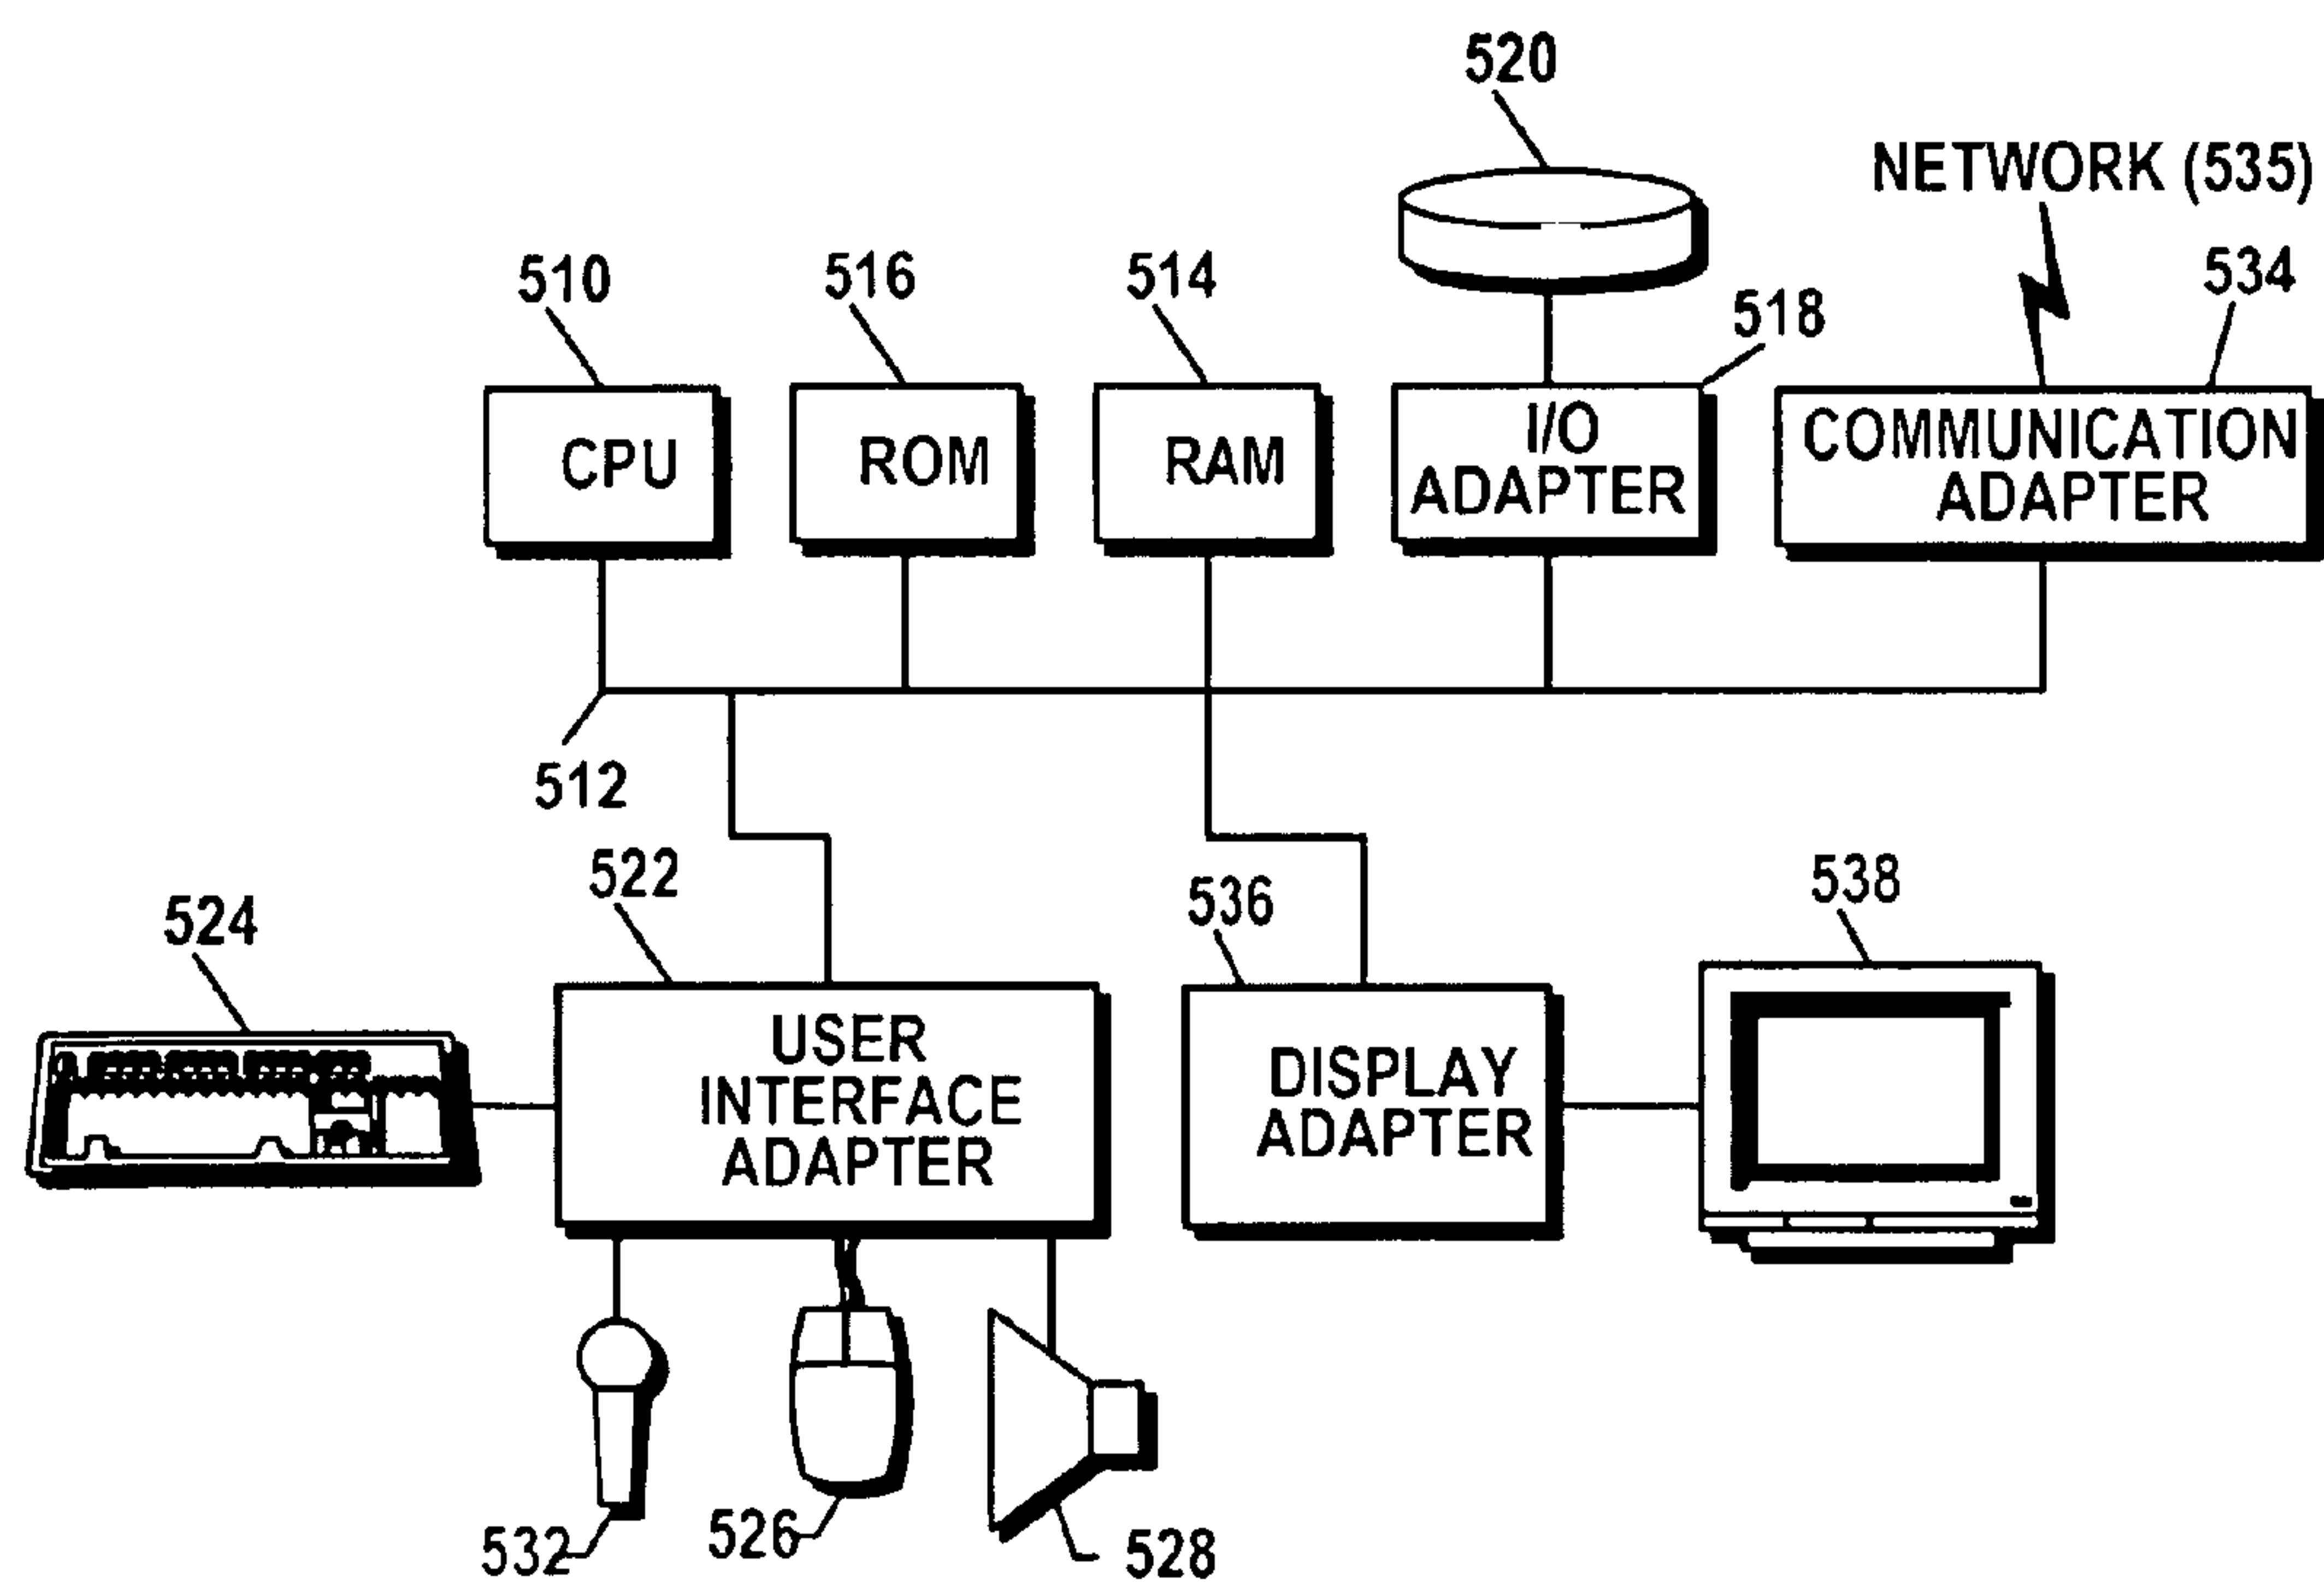 520
NETWORK (535)
510
516
514
518
534
CPU
ROM
RAM
I/O
ADAPTER
COMMUNICATION
ADAPTER
512
522
524
536
538
USER
INTERFACE
ADAPTER
DISPLAY
ADAPTER
532
526
528